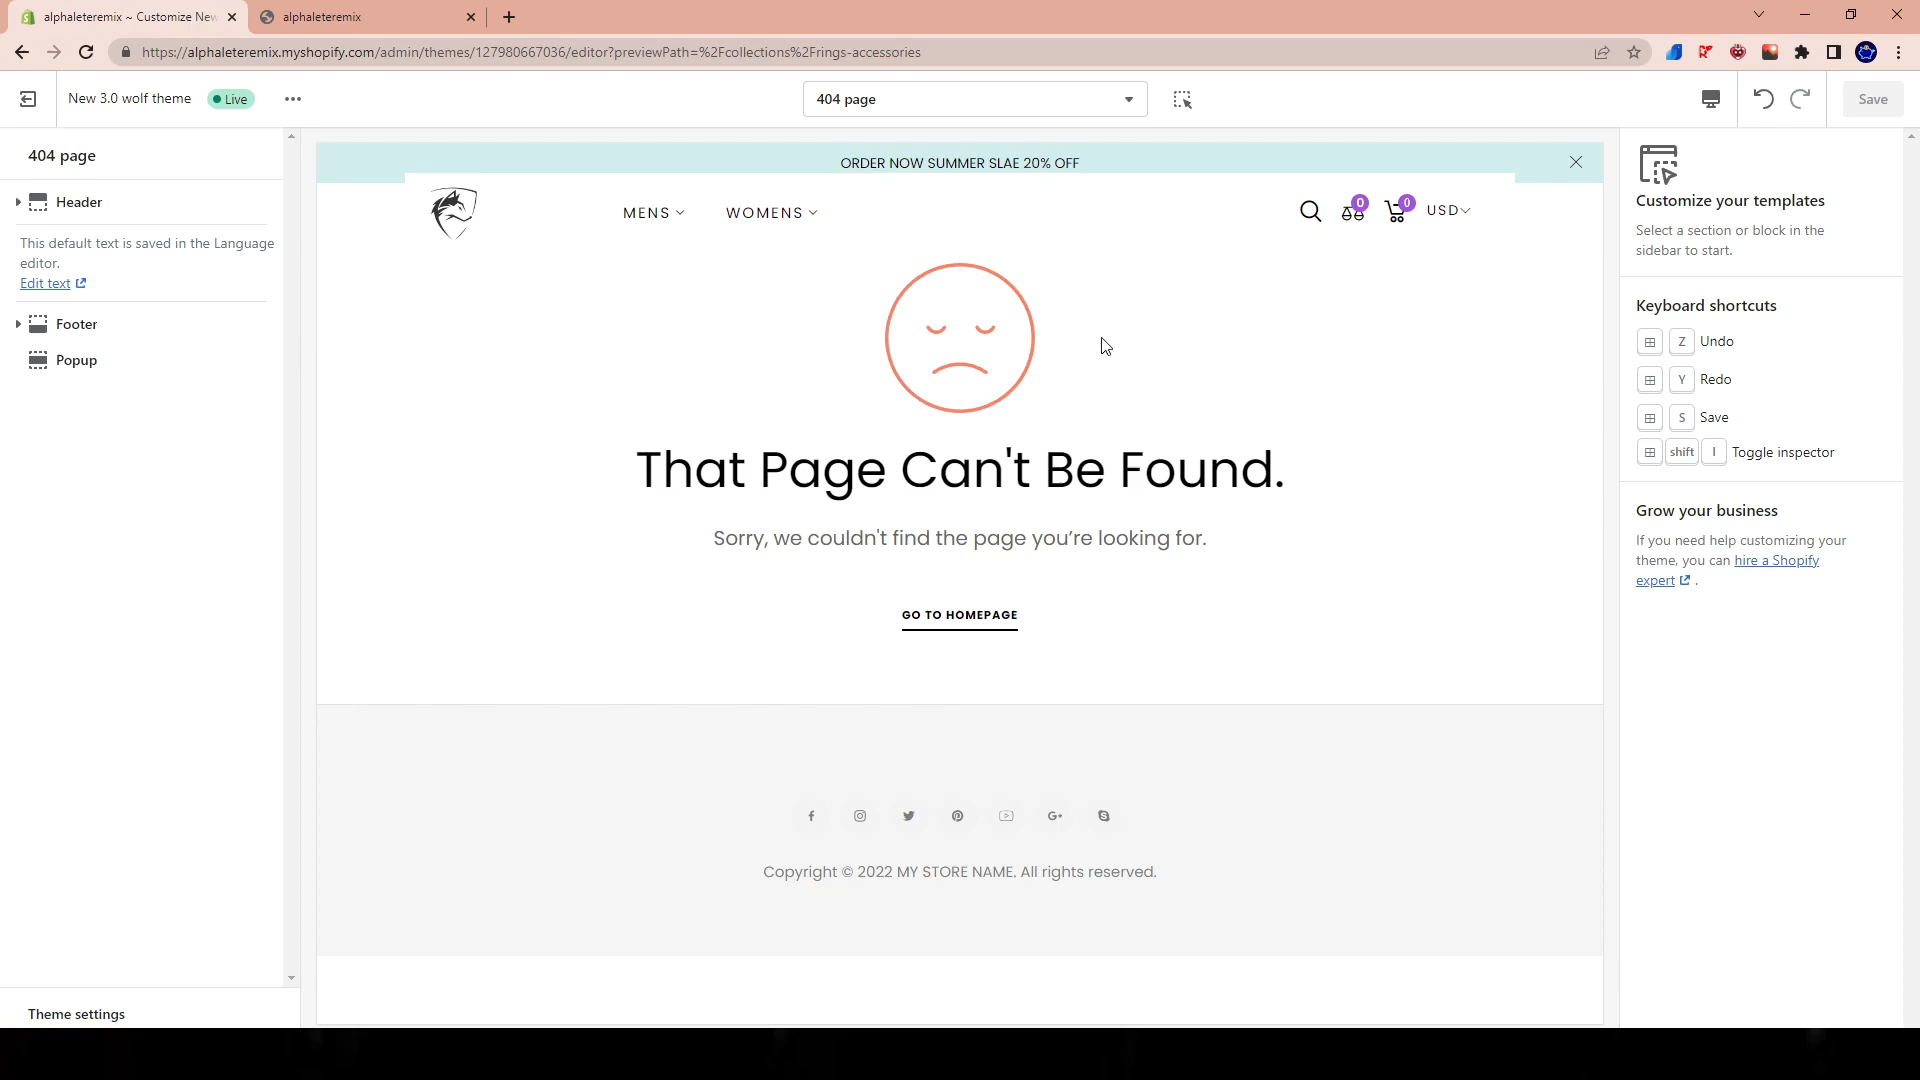 alphaleteremix ~ Customize New
alphaleteremix
https://alphaleteremix.myshopify.com/admin/themes/127980667036/editor?previewPath=%2Fcollections%2Frings-accessories
New 3.0 wolf theme
Live
404 page
Save
404 page
Header
This default text is saved in the Language
editor.
Edit text
Footer
Popup
Theme settings
ORDER NOW SUMMER SLAE 20% OFF
MENS
WOMENS
0
0
USD
That Page Can't Be Found.
Sorry, we couldn't find the page you’re looking for.
GO TO HOMEPAGE
Copyright © 2022 MY STORE NAME. All rights reserved.
Customize your templates
Select a section or block in the
sidebar to start.
Keyboard shortcuts
Z Undo
Y Redo
S Save
shift I Toggle inspector
Grow your business
If you need help customizing your
theme, you can hire a Shopify
expert .